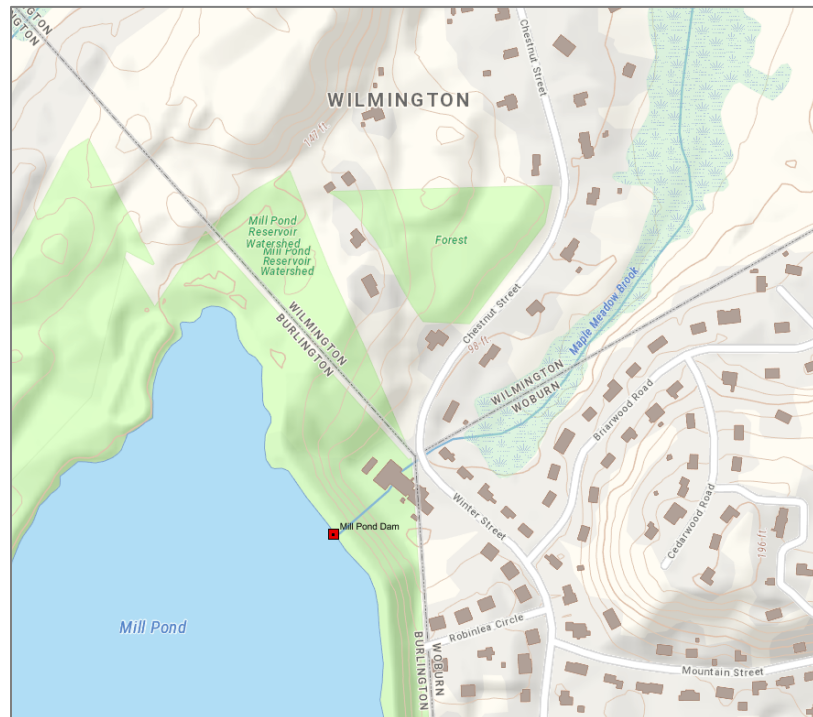 WILMINGTON
BURLINGTON
Chestnut Street
WILMINGTON
147 ft
Mill Pond
Reservoir
Watershed
Mill Pond
Reservoir
Watershed
Forest
Maple Meadow Brook
WILMINGTON
BURLINGTON
Chestnut Street
98 ft
WILMINGTON
WOBURN
Briarwood Road
Winter Street
Mill Pond Dam
Cedarwood Road
196 ft
Mill Pond
Robinlea Circle
BURLINGTON
WOBURN
Mountain Street